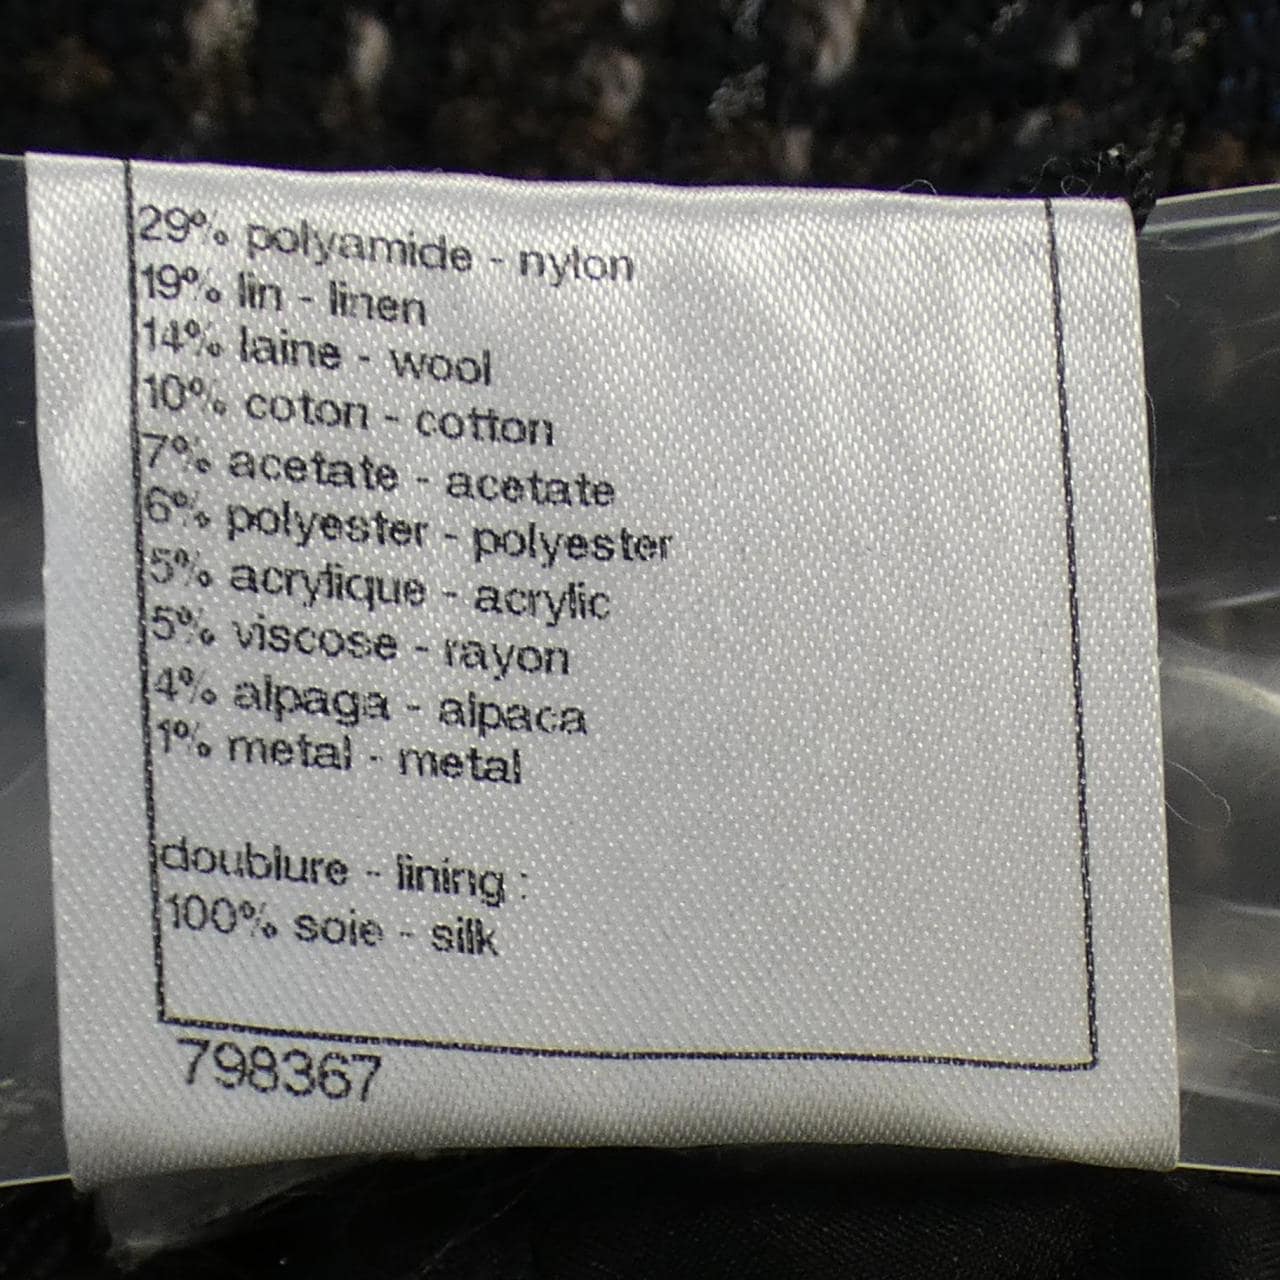 29% polyamide - nylon
19% lin - linen
14% laine - wool
10% coton - cotton
7% acetate - acetate
6% polyester - polyester
5% acrylique - acrylic
5% viscose - rayon
4% alpaga - alpaca
1% metal - metal
doublure - lining :
100% soie - silk
798367